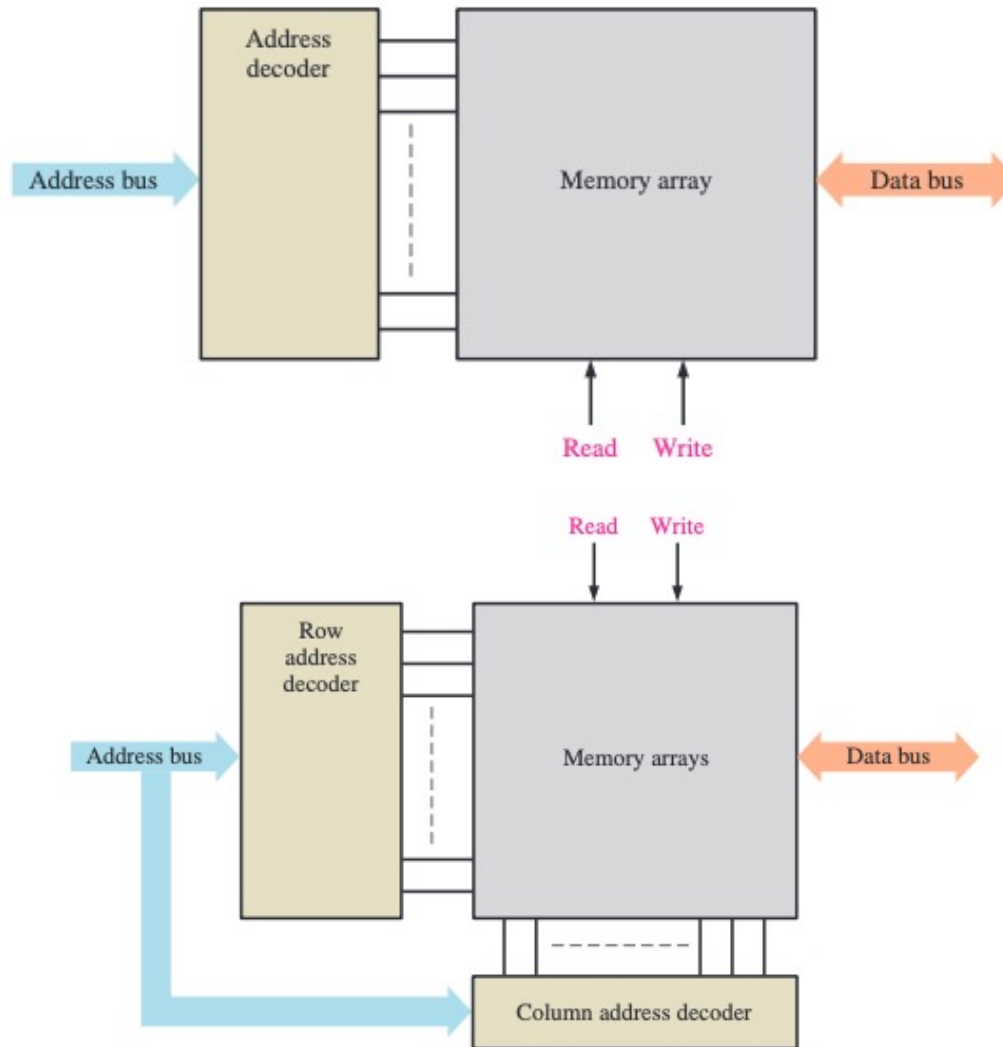 Address
decoder
Address bus
Memory array
Data bus
Read Write
Read Write
Row
address
decoder
Address bus
Memory arrays
Data bus
Column address decoder